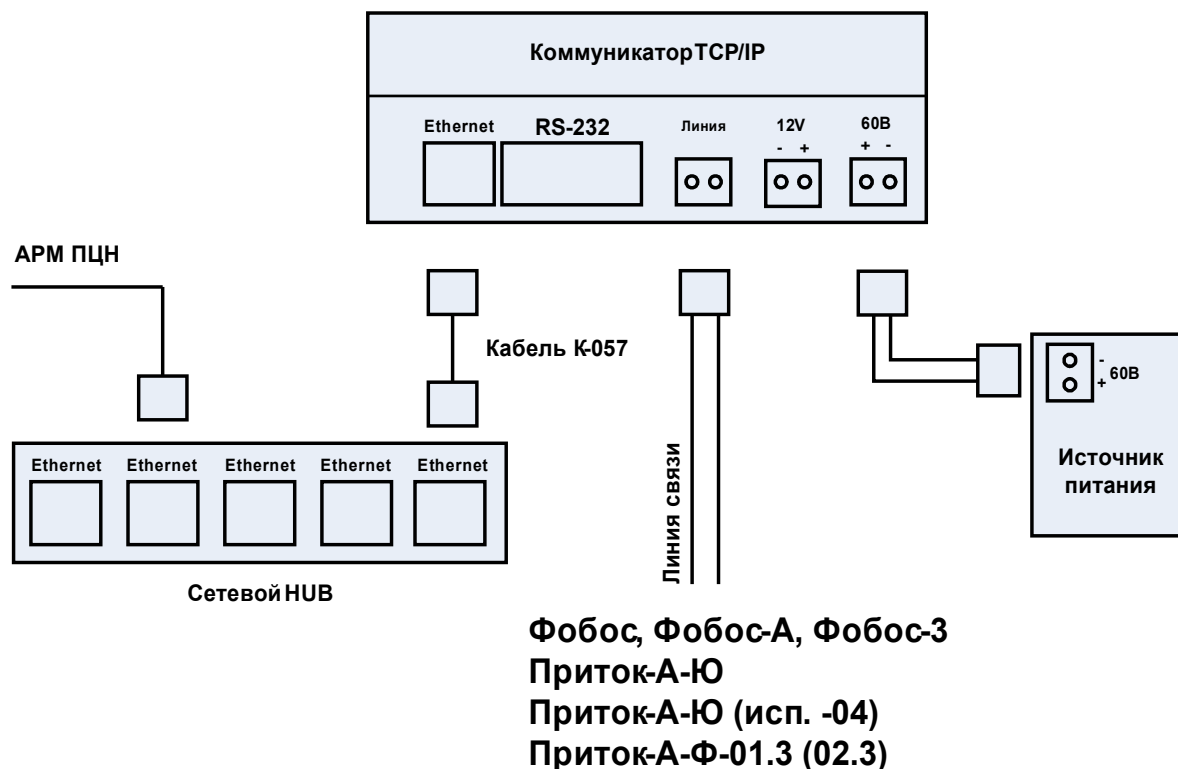 Коммуникатор TCP/IP
Ethernet RS-232 Линия 12V 60В
- + + -
АРМ ПЦН
Кабель К-057
-
60В
+
Ethernet Ethernet Ethernet Ethernet Ethernet
Источник
питания
Линия связи
Сетевой HUB
Фобос, Фобос-А, Фобос-3
Приток-А-Ю
Приток-А-Ю (исп. -04)
Приток-А-Ф-01.3 (02.3)